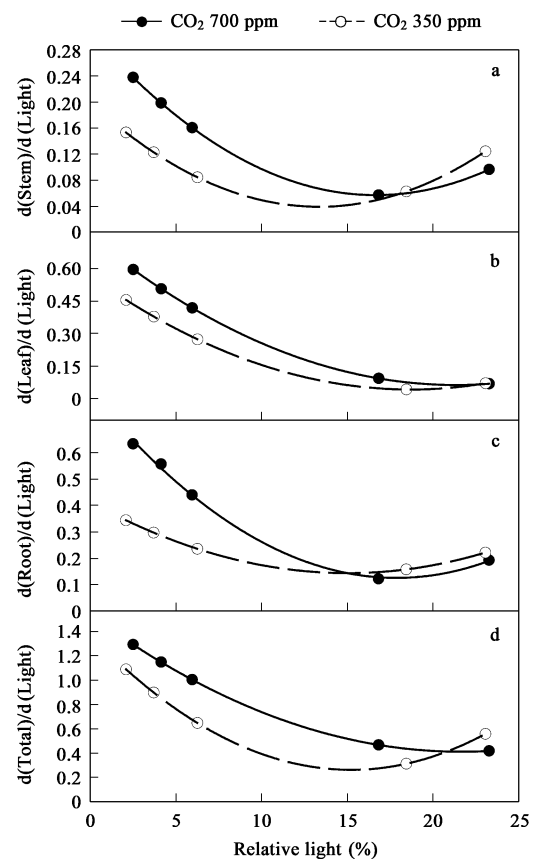 CO2 700 ppm CO2 350 ppm
0.28
0.24
0.20
0.16
0.12
0.08
0.04
0
d(Stem)/d(Light)
a
0.60
0.45
0.30
0.15
0
d(Leaf)/d(Light)
b
0.6
0.5
0.4
0.3
0.2
0.1
0
d(Root)/d(Light)
c
1.4
1.2
1.0
0.8
0.6
0.4
0.2
0
d(Total)/d(Light)
d
0 5 10 15 20 25
Relative light (%)